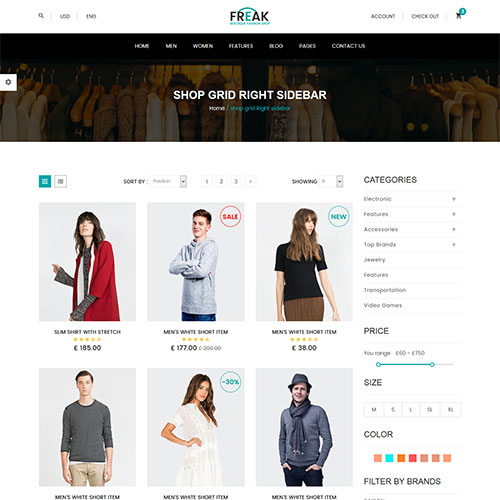 USD ENG
FREAK
BOUTIQUE FASHION SHOP
ACCOUNT CHECK OUT
HOME MEN WOMEN FEATURES BLOG PAGES CONTACT US
SHOP GRID RIGHT SIDEBAR
Home / shop grid Right sidebar
SORT BY : Position 1 2 3 SHOWING
CATEGORIES
Electronic +
Features +
Accessories +
Top Brands +
Jewelry
Features
Transportation
Video Games
SALE
NEW
SLIM SHIRT WITH STRETCH
£ 185.00
MEN'S WHITE SHORT ITEM
£ 177.00 £ 200.00
MEN'S WHITE SHORT ITEM
£ 38.00
PRICE
You range £60 - £750
SIZE
M S L SL XL
COLOR
FILTER BY BRANDS
-30%
MEN'S WHITE SHORT ITEM
MEN'S WHITE SHORT ITEM
MEN'S WHITE SHORT ITEM